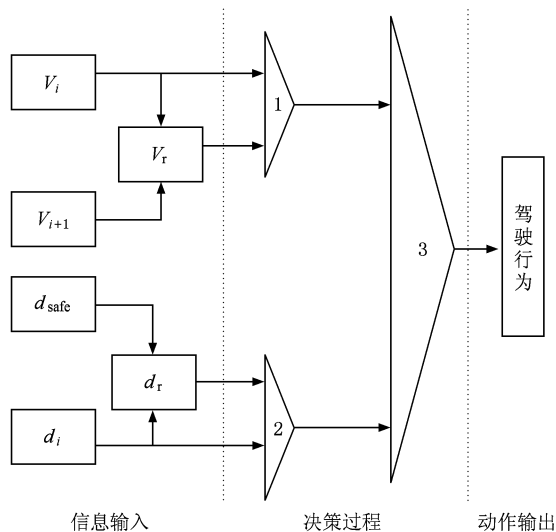 V_i
1
V_r
V_{i+1}
3
驾驶行为
d_safe
d_r
2
d_i
信息输入
决策过程
动作输出